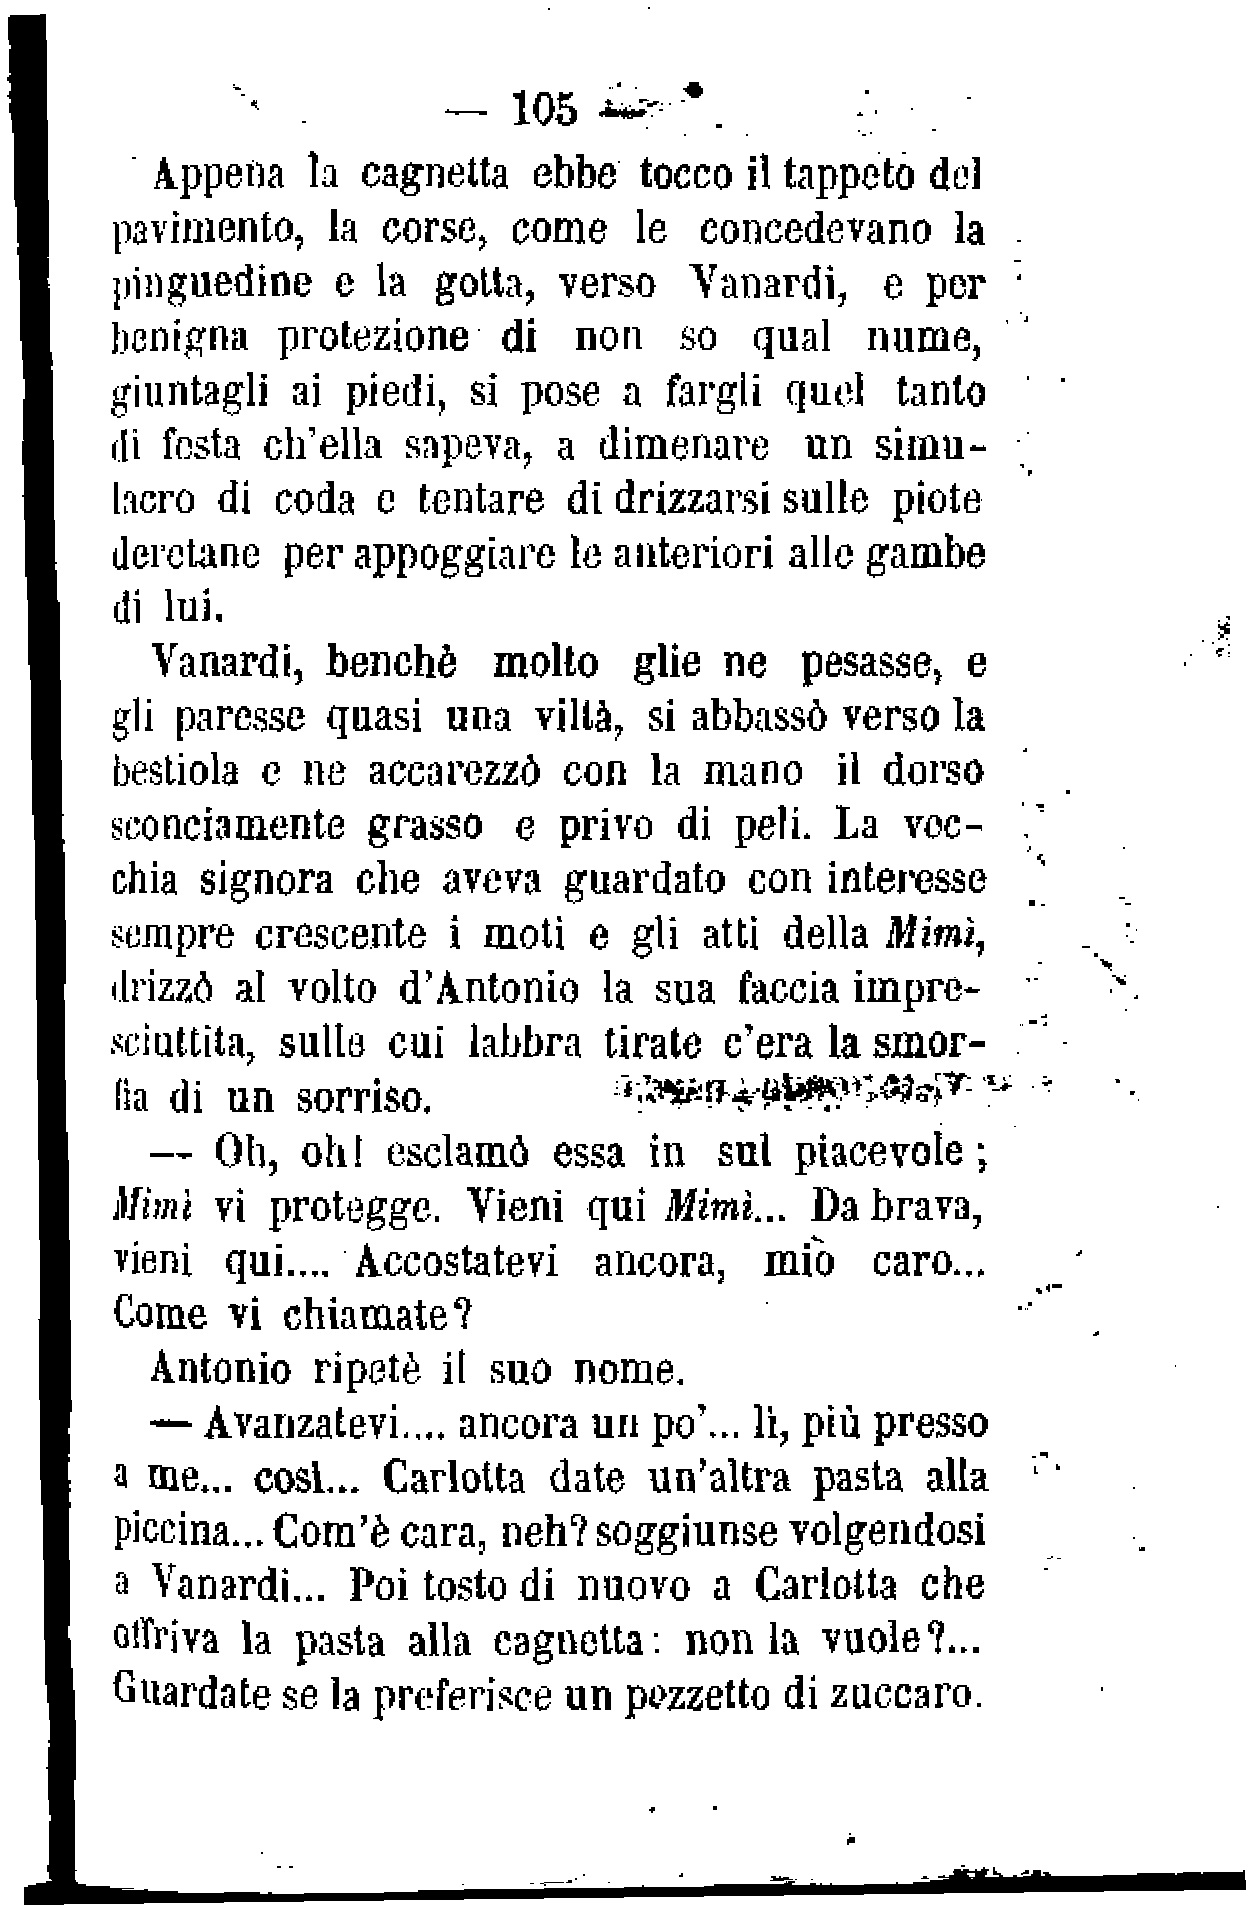 — 105 —
Appena la cagnetta ebbe tocco il tappeto del
pavimento, la corse, come le concedevano la
pinguedine e la gotta, verso Vanardi, e per
benigna protezione di non so qual nume,
giuntagli ai piedi, si pose a fargli quel tanto
di festa ch'ella sapeva, a dimenare un simu-
lacro di coda e tentare di drizzarsi sulle piote
deretane per appoggiare le anteriori alle gambe
di lui.
Vanardi, benchè molto glie ne pesasse, e
gli paresse quasi una viltà, si abbassò verso la
bestiola e ne accarezzò con la mano il dorso
sconciamente grasso e privo di peli. La vec-
chia signora che aveva guardato con interesse
sempre crescente i moti e gli atti della Mimì,
drizzò al volto d'Antonio la sua faccia impre-
sciuttita, sulle cui labbra tirate c'era la smor-
fia di un sorriso.
— Oh, oh! esclamò essa in sul piacevole;
Mimì vi protegge. Vieni qui Mimì... Da brava,
vieni qui.... Accostatevi ancora, mio caro...
Come vi chiamate?
Antonio ripetè il suo nome.
— Avanzatevi.... ancora un po'... lì, più presso
a me... così... Carlotta date un'altra pasta alla
piccina... Com'è cara, neh? soggiunse volgendosi
a Vanardi... Poi tosto di nuovo a Carlotta che
offriva la pasta alla cagnetta: non la vuole?...
Guardate se la preferisce un pezzetto di zuccaro.